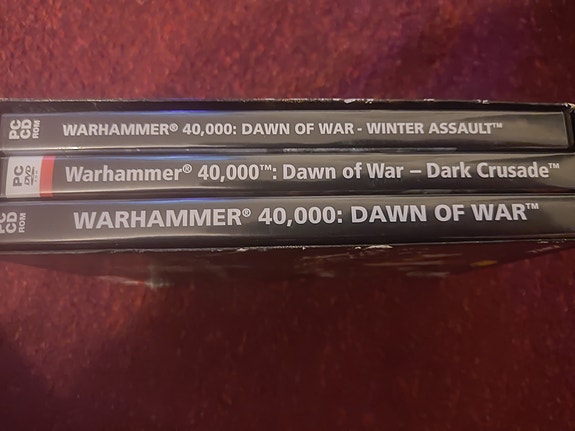 PC
CD
ROM
WARHAMMER® 40,000: DAWN OF WAR - WINTER ASSAULT™
PC
DVD
Warhammer® 40,000™: Dawn of War – Dark Crusade™
PC
CD
ROM
WARHAMMER® 40,000: DAWN OF WAR™